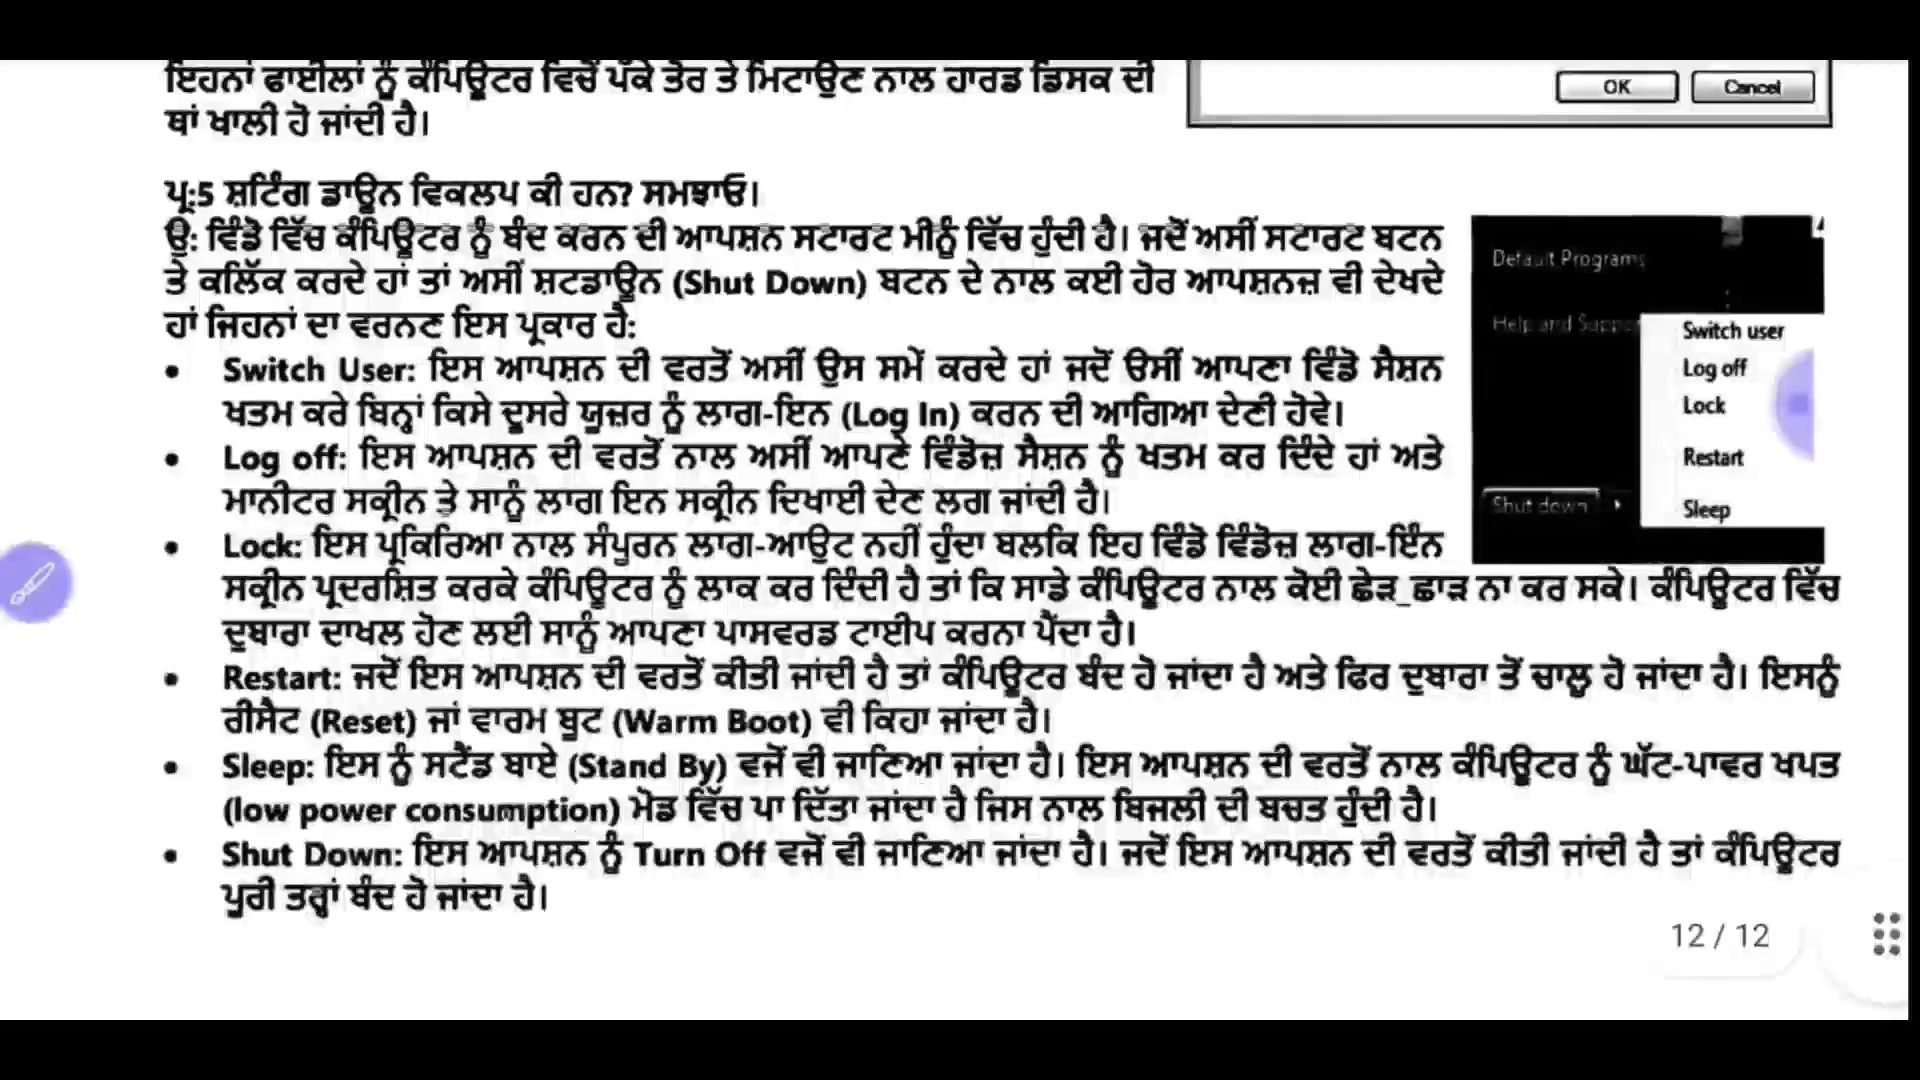 ਇਹਨਾਂ ਫਾਈਲਾਂ ਨੂੰ ਕੰਪਿਊਟਰ ਵਿਚੋਂ ਪੱਕੇ ਤੋਰ ਤੇ ਮਿਟਾਉਣ ਨਾਲ ਹਾਰਡ ਡਿਸਕ ਦੀ
ਥਾਂ ਖਾਲੀ ਹੋ ਜਾਂਦੀ ਹੈ।
OK Cancel
ਪ੍ਰ:5 ਸ਼ਟਿੰਗ ਡਾਊਨ ਵਿਕਲਪ ਕੀ ਹਨ? ਸਮਝਾਓ।
ਉ: ਵਿੰਡੋ ਵਿੱਚ ਕੰਪਿਊਟਰ ਨੂੰ ਬੰਦ ਕਰਨ ਦੀ ਆਪਸ਼ਨ ਸਟਾਰਟ ਮੀਨੂੰ ਵਿੱਚ ਹੁੰਦੀ ਹੈ। ਜਦੋਂ ਅਸੀਂ ਸਟਾਰਟ ਬਟਨ
ਤੇ ਕਲਿੱਕ ਕਰਦੇ ਹਾਂ ਤਾਂ ਅਸੀਂ ਸ਼ਟਡਾਊਨ (Shut Down) ਬਟਨ ਦੇ ਨਾਲ ਕਈ ਹੋਰ ਆਪਸ਼ਨਜ਼ ਵੀ ਦੇਖਦੇ
ਹਾਂ ਜਿਹਨਾਂ ਦਾ ਵਰਨਣ ਇਸ ਪ੍ਰਕਾਰ ਹੈ:
• Switch User: ਇਸ ਆਪਸ਼ਨ ਦੀ ਵਰਤੋਂ ਅਸੀਂ ਉਸ ਸਮੇਂ ਕਰਦੇ ਹਾਂ ਜਦੋਂ ੳਸੀਂ ਆਪਣਾ ਵਿੰਡੋ ਸੈਸ਼ਨ
ਖਤਮ ਕਰੇ ਬਿਨ੍ਹਾਂ ਕਿਸੇ ਦੂਸਰੇ ਯੂਜ਼ਰ ਨੂੰ ਲਾਗ-ਇਨ (Log In) ਕਰਨ ਦੀ ਆਗਿਆ ਦੇਣੀ ਹੋਵੇ।
• Log off: ਇਸ ਆਪਸ਼ਨ ਦੀ ਵਰਤੋਂ ਨਾਲ ਅਸੀਂ ਆਪਣੇ ਵਿੰਡੋਜ਼ ਸੈਸ਼ਨ ਨੂੰ ਖਤਮ ਕਰ ਦਿੰਦੇ ਹਾਂ ਅਤੇ
ਮਾਨੀਟਰ ਸਕ੍ਰੀਨ ਤੇ ਸਾਨੂੰ ਲਾਗ ਇਨ ਸਕ੍ਰੀਨ ਦਿਖਾਈ ਦੇਣ ਲਗ ਜਾਂਦੀ ਹੈ।
• Lock: ਇਸ ਪ੍ਰਕਿਰਿਆ ਨਾਲ ਸੰਪੂਰਨ ਲਾਗ-ਆਉਟ ਨਹੀਂ ਹੁੰਦਾ ਬਲਕਿ ਇਹ ਵਿੰਡੋ ਵਿੰਡੋਜ਼ ਲਾਗ-ਇੰਨ
ਸਕ੍ਰੀਨ ਪ੍ਰਦਰਸ਼ਿਤ ਕਰਕੇ ਕੰਪਿਊਟਰ ਨੂੰ ਲਾਕ ਕਰ ਦਿੰਦੀ ਹੈ ਤਾਂ ਕਿ ਸਾਡੇ ਕੰਪਿਊਟਰ ਨਾਲ ਕੋਈ ਛੇੜ_ਛਾੜ ਨਾ ਕਰ ਸਕੇ। ਕੰਪਿਊਟਰ ਵਿੱਚ
ਦੁਬਾਰਾ ਦਾਖਲ ਹੋਣ ਲਈ ਸਾਨੂੰ ਆਪਣਾ ਪਾਸਵਰਡ ਟਾਈਪ ਕਰਨਾ ਪੈਂਦਾ ਹੈ।
• Restart: ਜਦੋਂ ਇਸ ਆਪਸ਼ਨ ਦੀ ਵਰਤੋਂ ਕੀਤੀ ਜਾਂਦੀ ਹੈ ਤਾਂ ਕੰਪਿਊਟਰ ਬੰਦ ਹੋ ਜਾਂਦਾ ਹੈ ਅਤੇ ਫਿਰ ਦੁਬਾਰਾ ਤੋਂ ਚਾਲੂ ਹੋ ਜਾਂਦਾ ਹੈ। ਇਸਨੂੰ
ਰੀਸੈਟ (Reset) ਜਾਂ ਵਾਰਮ ਬੂਟ (Warm Boot) ਵੀ ਕਿਹਾ ਜਾਂਦਾ ਹੈ।
• Sleep: ਇਸ ਨੂੰ ਸਟੈਂਡ ਬਾਏ (Stand By) ਵਜੋਂ ਵੀ ਜਾਣਿਆ ਜਾਂਦਾ ਹੈ। ਇਸ ਆਪਸ਼ਨ ਦੀ ਵਰਤੋਂ ਨਾਲ ਕੰਪਿਊਟਰ ਨੂੰ ਘੱਟ-ਪਾਵਰ ਖਪਤ
(low power consumption) ਮੋਡ ਵਿੱਚ ਪਾ ਦਿੱਤਾ ਜਾਂਦਾ ਹੈ ਜਿਸ ਨਾਲ ਬਿਜਲੀ ਦੀ ਬਚਤ ਹੁੰਦੀ ਹੈ।
• Shut Down: ਇਸ ਆਪਸ਼ਨ ਨੂੰ Turn Off ਵਜੋਂ ਵੀ ਜਾਣਿਆ ਜਾਂਦਾ ਹੈ। ਜਦੋਂ ਇਸ ਆਪਸ਼ਨ ਦੀ ਵਰਤੋਂ ਕੀਤੀ ਜਾਂਦੀ ਹੈ ਤਾਂ ਕੰਪਿਊਟਰ
ਪੂਰੀ ਤਰ੍ਹਾਂ ਬੰਦ ਹੋ ਜਾਂਦਾ ਹੈ।
Default Programs
Help and
Switch user
Log off
Lock
Restart
Shut down
Sleep
12 / 12